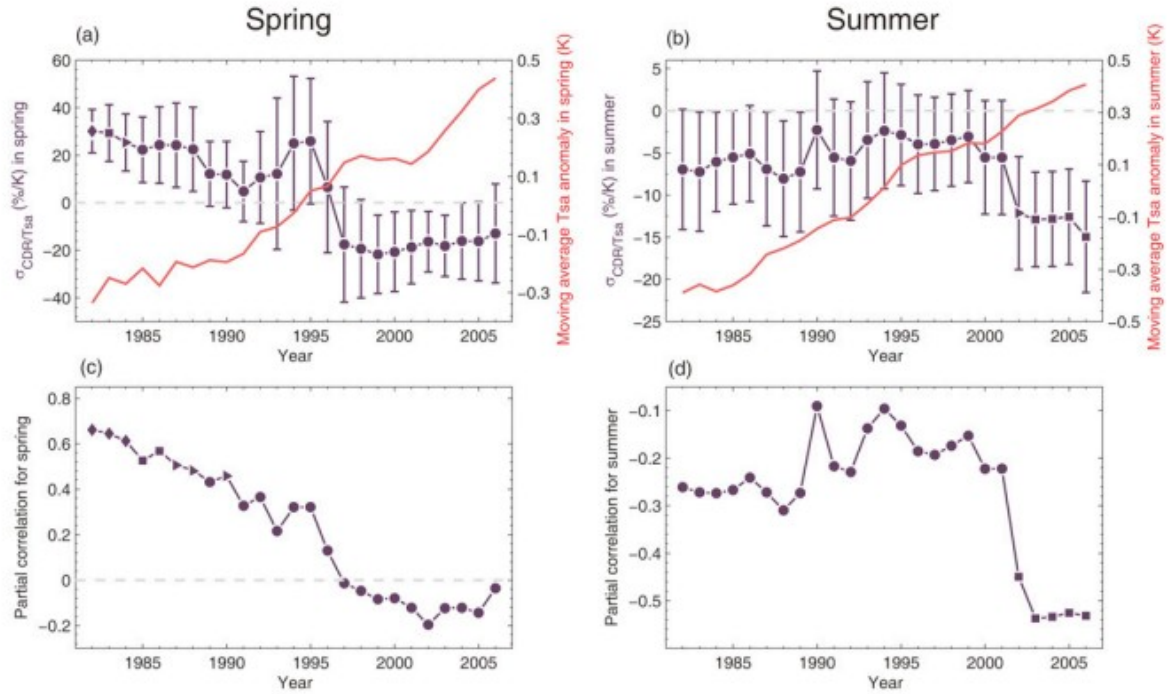 Spring
Summer
(a)
(b)
σCDR/Tsa (%/K) in spring
60
40
20
0
−20
−40
0.5
0.3
0.1
−0.1
−0.3
Moving average Tsa anomaly in spring (K)
1985 1990 1995 2000 2005
Year
σCDR/Tsa (%/K) in summer
5
0
−5
−10
−15
−20
−25
0.5
0.3
0.1
−0.1
−0.3
−0.5
Moving average Tsa anomaly in summer (K)
1985 1990 1995 2000 2005
Year
(c)
(d)
Partial correlation for spring
0.8
0.6
0.4
0.2
0
−0.2
1985 1990 1995 2000 2005
Year
Partial correlation for summer
−0.1
−0.2
−0.3
−0.4
−0.5
1985 1990 1995 2000 2005
Year